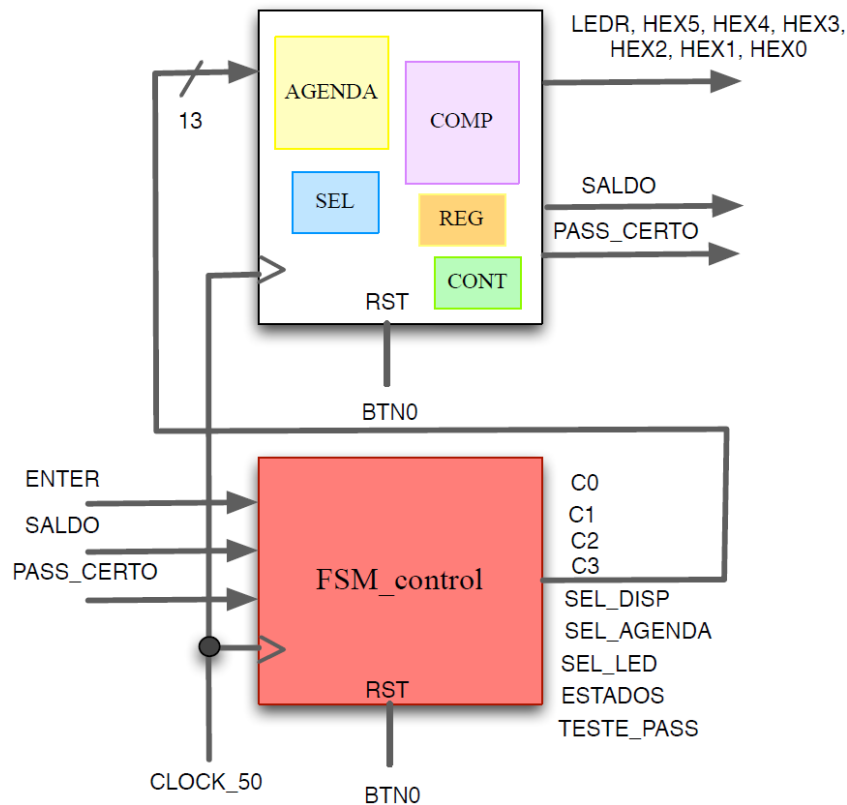 LEDR, HEX5, HEX4, HEX3,
HEX2, HEX1, HEX0
AGENDA
COMP
13
SEL
REG
SALDO
PASS_CERTO
CONT
RST
BTN0
ENTER
SALDO
PASS_CERTO
FSM_control
C0
C1
C2
C3
SEL_DISP
SEL_AGENDA
SEL_LED
ESTADOS
TESTE_PASS
RST
CLOCK_50
BTN0